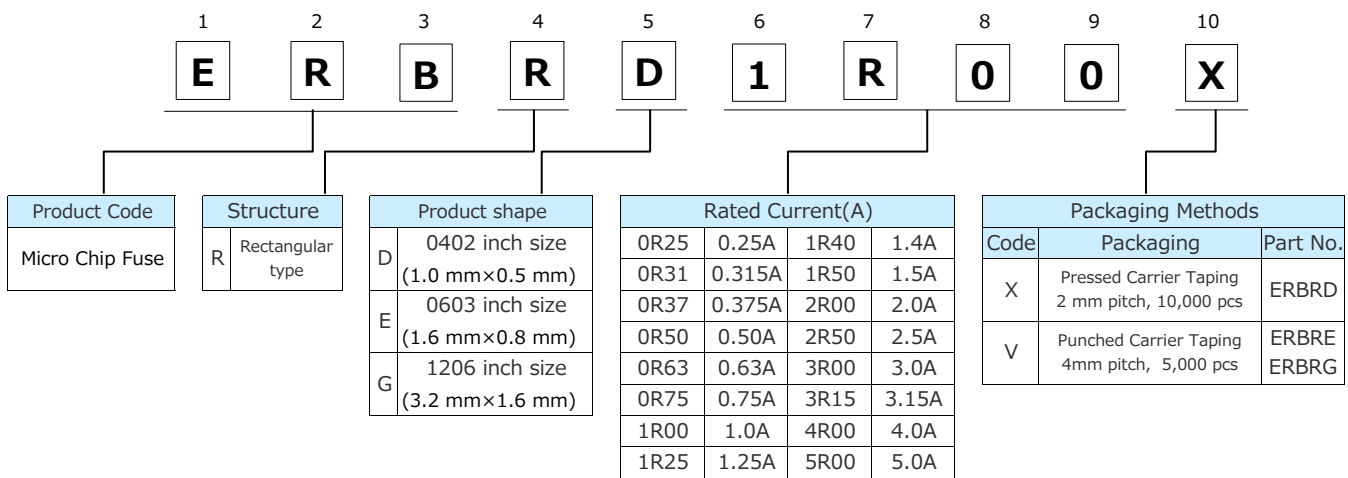 1 2 3 4 5 6 7 8 9 10
E R B R D 1 R 0 0 X
Product Code
Micro Chip Fuse
Structure
R Rectangular
type
Product shape
D 0402 inch size
(1.0 mm×0.5 mm)
E 0603 inch size
(1.6 mm×0.8 mm)
G 1206 inch size
(3.2 mm×1.6 mm)
Rated Current(A)
0R25 0.25A 1R40 1.4A
0R31 0.315A 1R50 1.5A
0R37 0.375A 2R00 2.0A
0R50 0.50A 2R50 2.5A
0R63 0.63A 3R00 3.0A
0R75 0.75A 3R15 3.15A
1R00 1.0A 4R00 4.0A
1R25 1.25A 5R00 5.0A
Packaging Methods
Code Packaging Part No.
X Pressed Carrier Taping
2 mm pitch, 10,000 pcs ERBRD
V Punched Carrier Taping
4mm pitch, 5,000 pcs
ERBRE
ERBRG